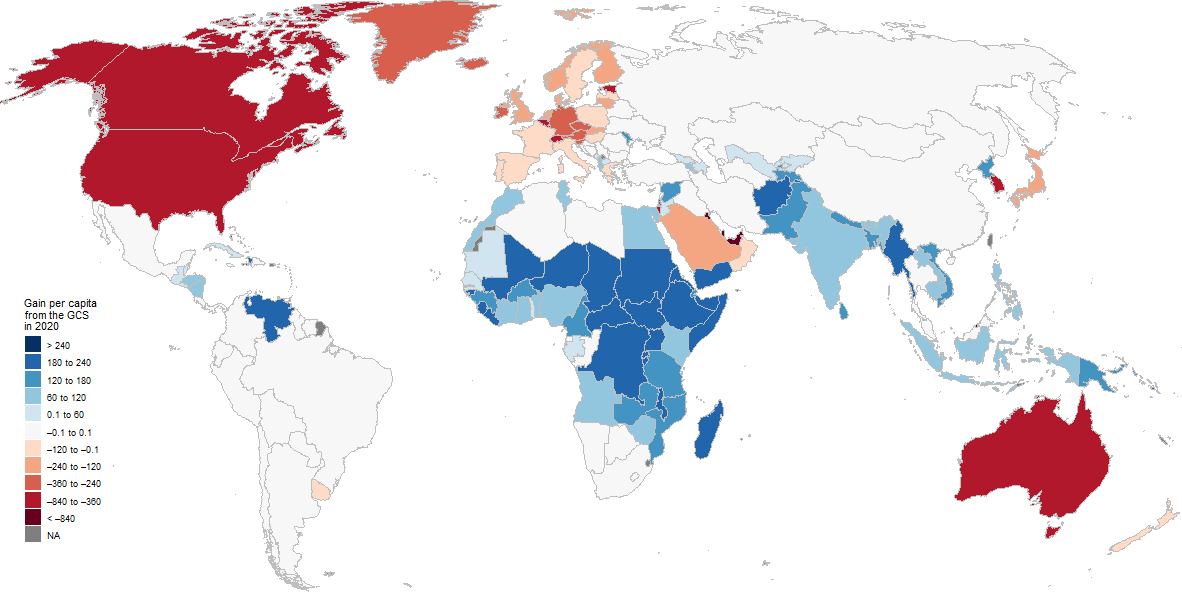 Gain per capita
from the GCS
in 2020
> 240
180 to 240
120 to 180
60 to 120
0.1 to 60
–0.1 to 0.1
–120 to –0.1
–240 to –120
–360 to –240
–840 to –360
< –840
NA